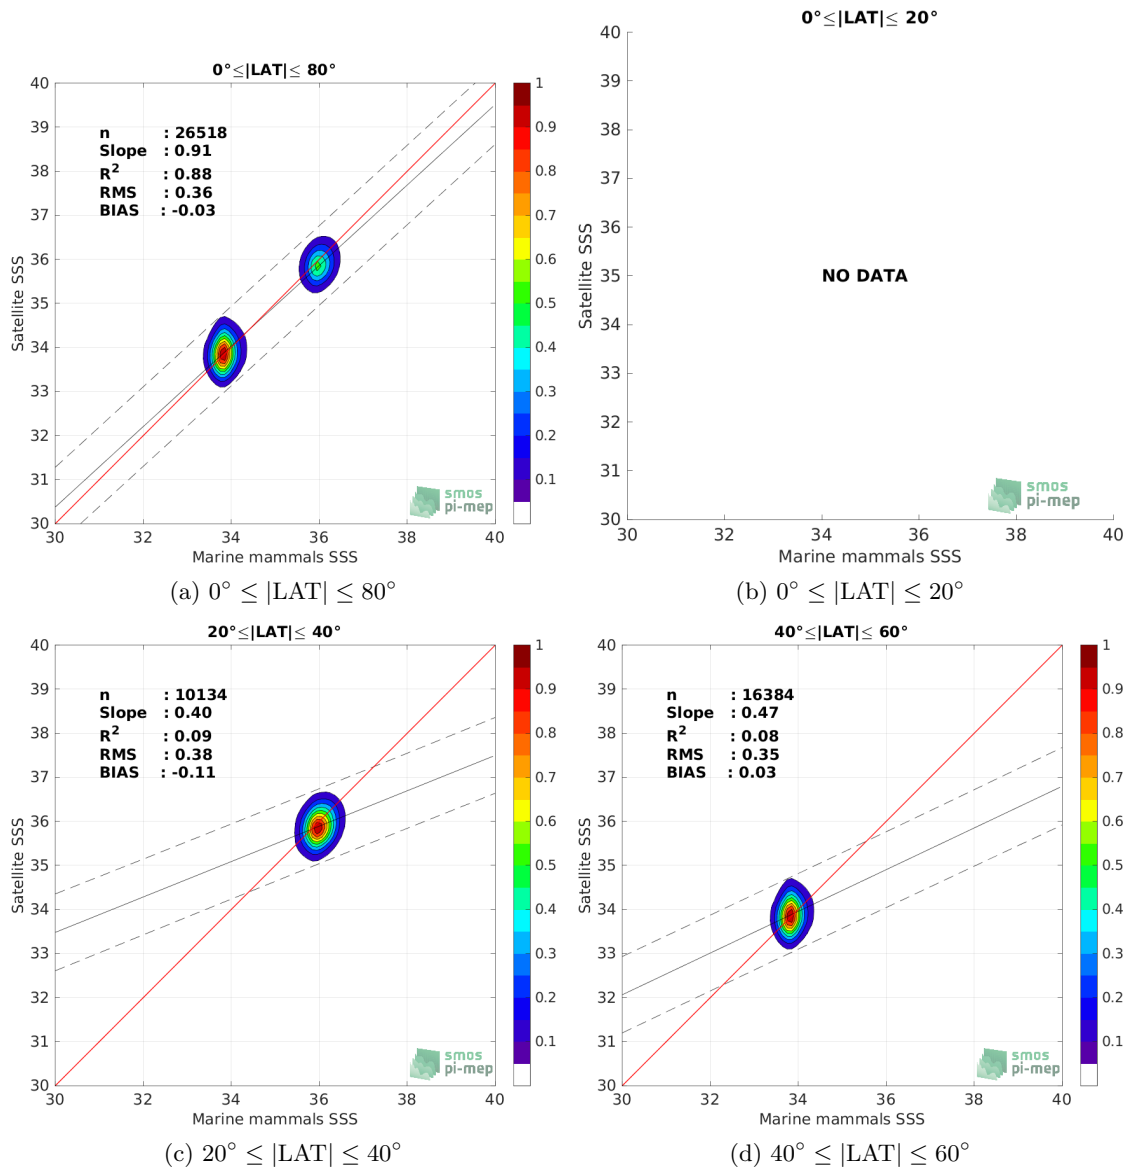 0°≤|LAT|≤ 80°
40
39
38
37
36
35
34
33
32
31
30
Satellite SSS
n : 26518
Slope : 0.91
R² : 0.88
RMS : 0.36
BIAS : -0.03
smos
pi-mep
30 32 34 36 38 40
Marine mammals SSS
1
0.9
0.8
0.7
0.6
0.5
0.4
0.3
0.2
0.1
(a) 0° ≤ |LAT| ≤ 80°
0°≤|LAT|≤ 20°
40
39
38
37
36
35
34
33
32
31
30
Satellite SSS
NO DATA
smos
pi-mep
30 32 34 36 38 40
Marine mammals SSS
(b) 0° ≤ |LAT| ≤ 20°
20°≤|LAT|≤ 40°
40
39
38
37
36
35
34
33
32
31
30
Satellite SSS
n : 10134
Slope : 0.40
R² : 0.09
RMS : 0.38
BIAS : -0.11
smos
pi-mep
30 32 34 36 38 40
Marine mammals SSS
1
0.9
0.8
0.7
0.6
0.5
0.4
0.3
0.2
0.1
(c) 20° ≤ |LAT| ≤ 40°
40°≤|LAT|≤ 60°
40
39
38
37
36
35
34
33
32
31
30
Satellite SSS
n : 16384
Slope : 0.47
R² : 0.08
RMS : 0.35
BIAS : 0.03
smos
pi-mep
30 32 34 36 38 40
Marine mammals SSS
1
0.9
0.8
0.7
0.6
0.5
0.4
0.3
0.2
0.1
(d) 40° ≤ |LAT| ≤ 60°